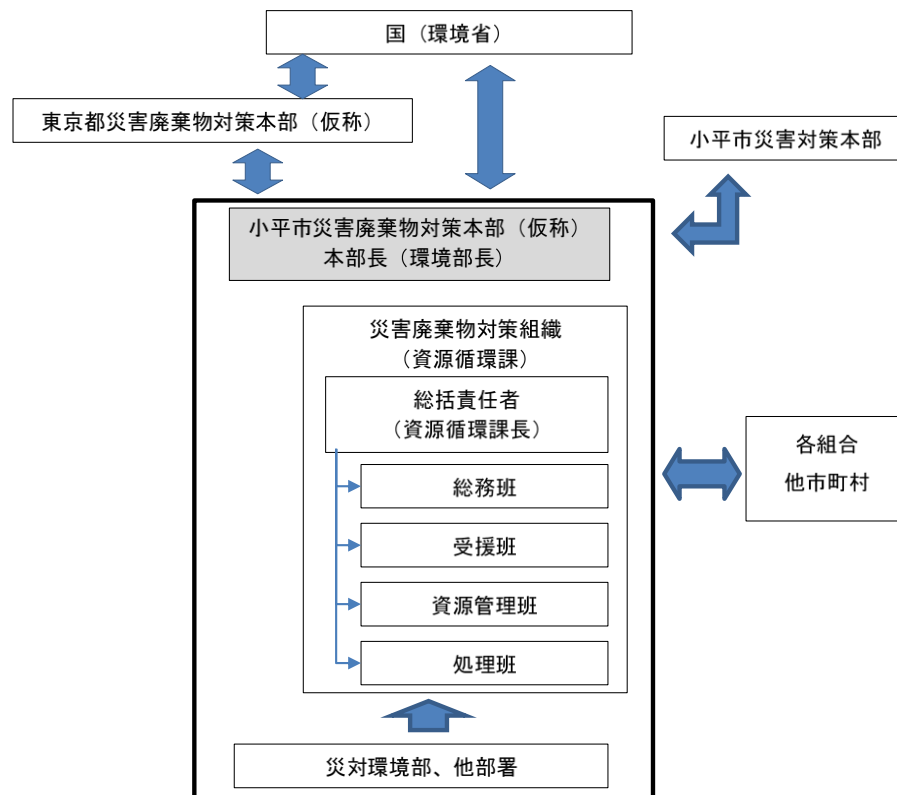 国（環境省）
東京都災害廃棄物対策本部（仮称）
小平市災害対策本部
小平市災害廃棄物対策本部（仮称）
本部長（環境部長）
災害廃棄物対策組織
（資源循環課）
総括責任者
（資源循環課長）
総務班
受援班
資源管理班
処理班
各組合
他市町村
災対環境部、他部署